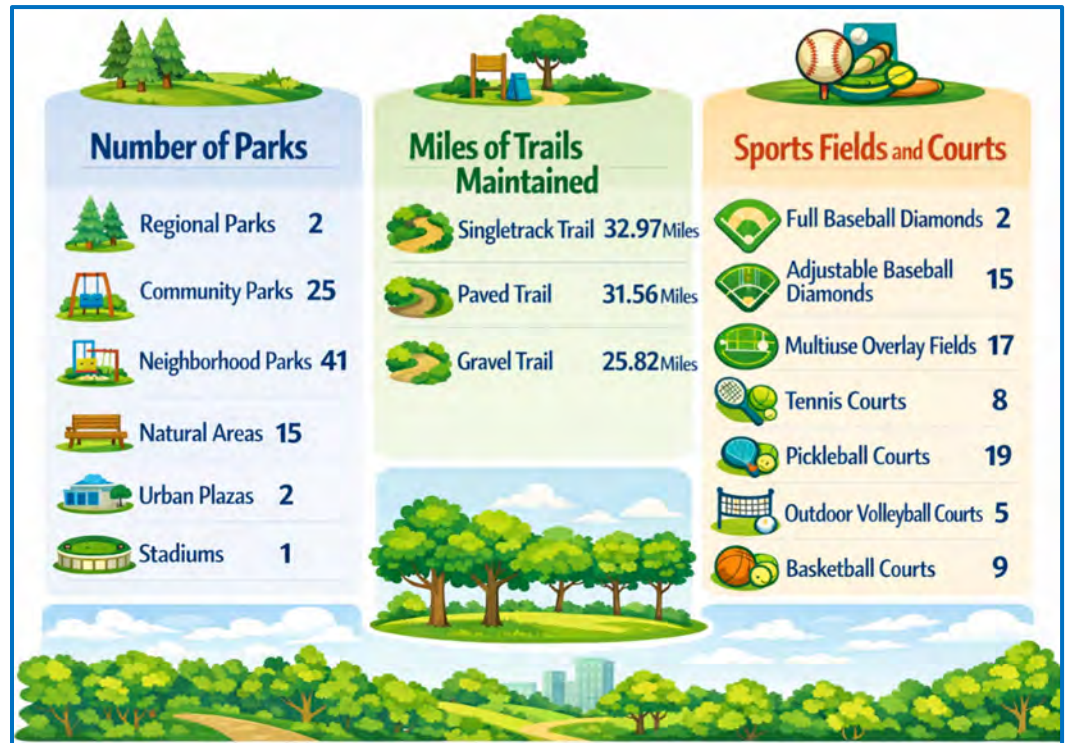 Number of Parks
Regional Parks 2
Community Parks 25
Neighborhood Parks 41
Natural Areas 15
Urban Plazas 2
Stadiums 1
Miles of Trails
Maintained
Singletrack Trail 32.97 Miles
Paved Trail 31.56 Miles
Gravel Trail 25.82 Miles
Sports Fields and Courts
Full Baseball Diamonds 2
Adjustable Baseball
Diamonds 15
Multiuse Overlay Fields 17
Tennis Courts 8
Pickleball Courts 19
Outdoor Volleyball Courts 5
Basketball Courts 9